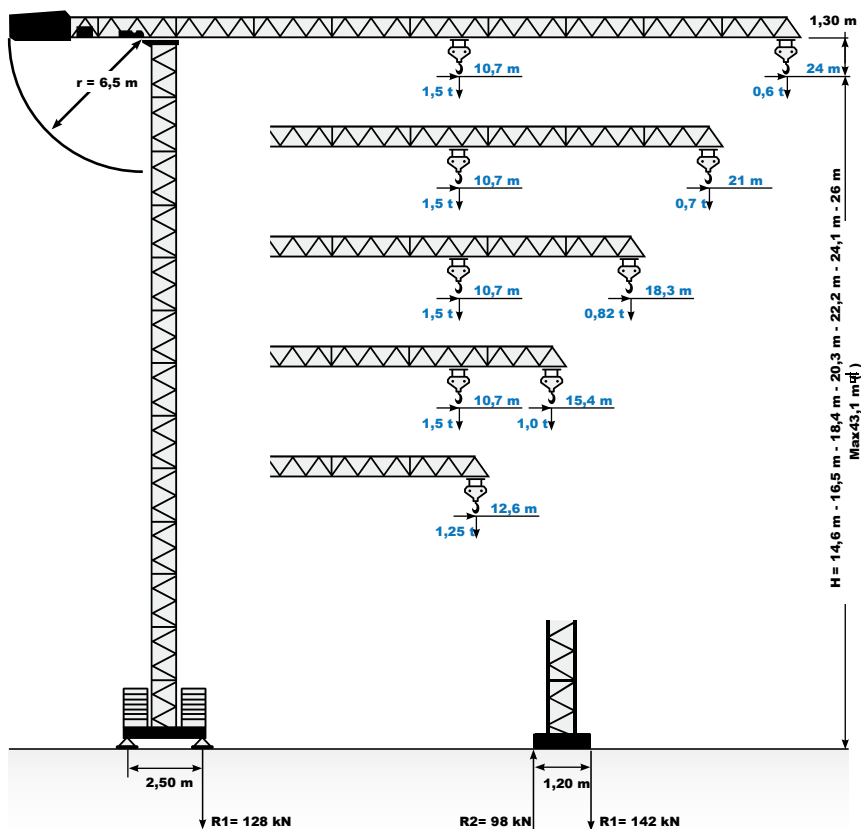 1,30 m
r = 6,5 m
10,7 m
24 m
1,5 t
0,6 t
10,7 m
21 m
1,5 t
0,7 t
10,7 m
18,3 m
1,5 t
0,82 t
10,7 m
15,4 m
1,5 t
1,0 t
12,6 m
1,25 t
H = 14,6 m - 16,5 m - 18,4 m - 20,3 m - 22,2 m - 24,1 m - 26 m
Max43,1 m
2,50 m
1,20 m
R1= 128 kN
R2= 98 kN
R1= 142 kN